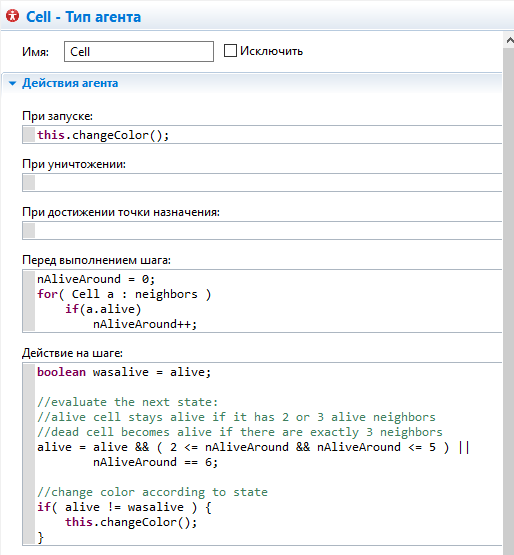 Cell - Тип агента
Имя: Cell Исключить
Действия агента
При запуске:
this.changeColor();
При уничтожении:
При достижении точки назначения:
Перед выполнением шага:
nAliveAround = 0;
for( Cell a : neighbors )
    if(a.alive)
        nAliveAround++;
Действие на шаге:
boolean wasalive = alive;

//evaluate the next state:
//alive cell stays alive if it has 2 or 3 alive neighbors
//dead cell becomes alive if there are exactly 3 neighbors
alive = alive && ( 2 <= nAliveAround && nAliveAround <= 5 ) ||
        nAliveAround == 6;

//change color according to state
if( alive != wasalive ) {
    this.changeColor();
}